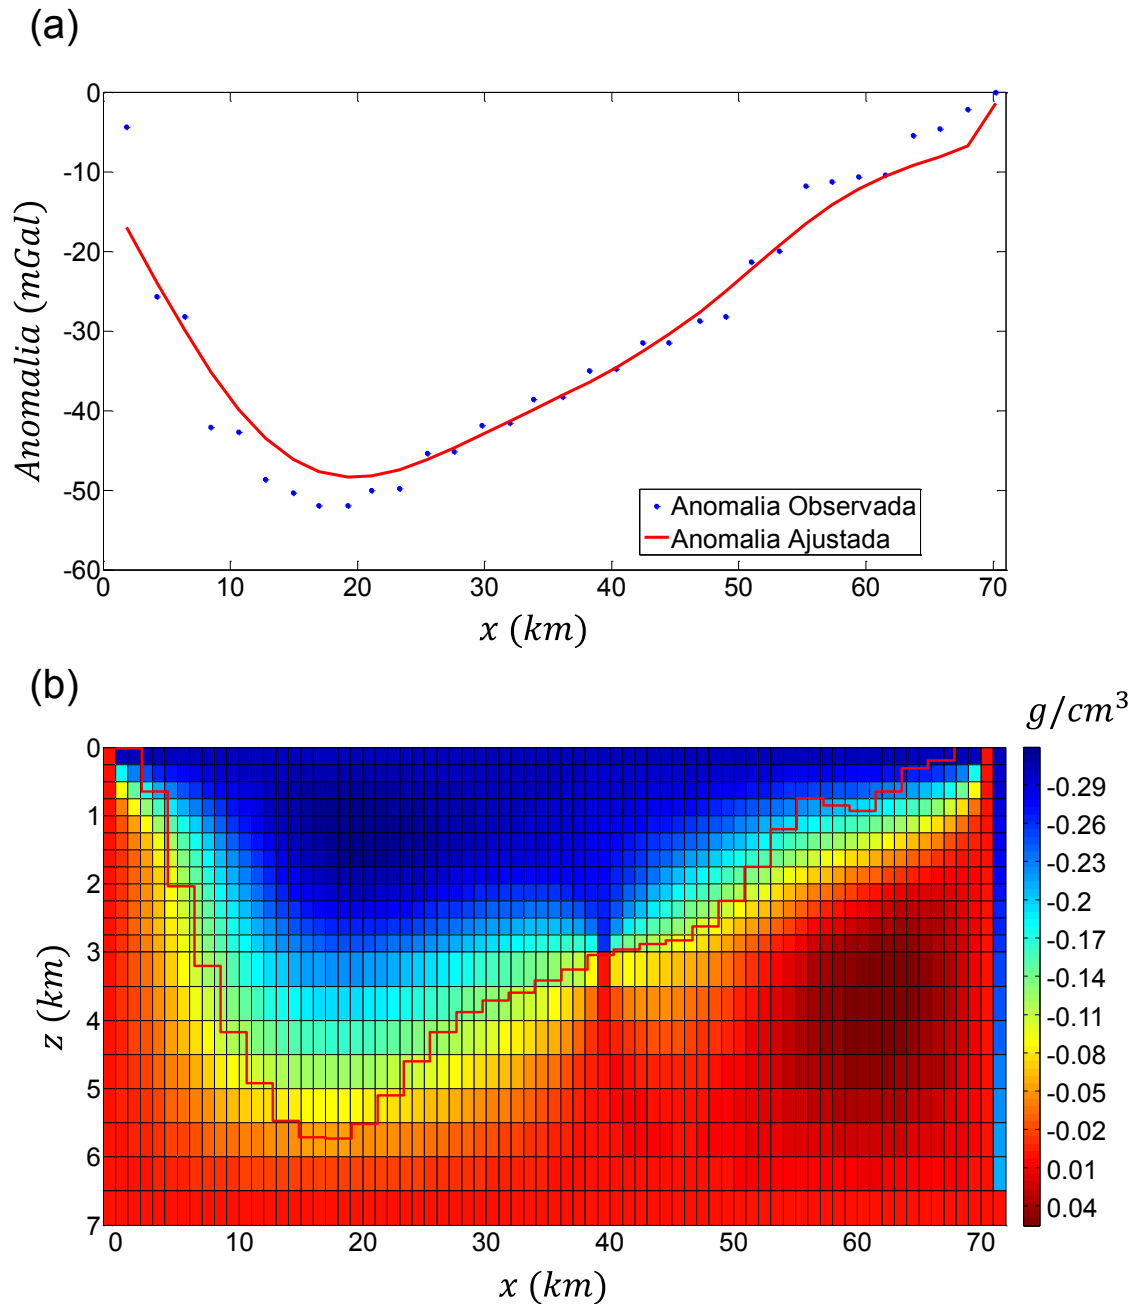 (a)
0
-10
-20
-30
-40
-50
-60
Anomalia (mGal)
Anomalia Observada
Anomalia Ajustada
0 10 20 30 40 50 60 70
x (km)
(b)
g/cm³
0
1
2
3
4
5
6
7
z (km)
-0.29
-0.26
-0.23
-0.2
-0.17
-0.14
-0.11
-0.08
-0.05
-0.02
0.01
0.04
0 10 20 30 40 50 60 70
x (km)